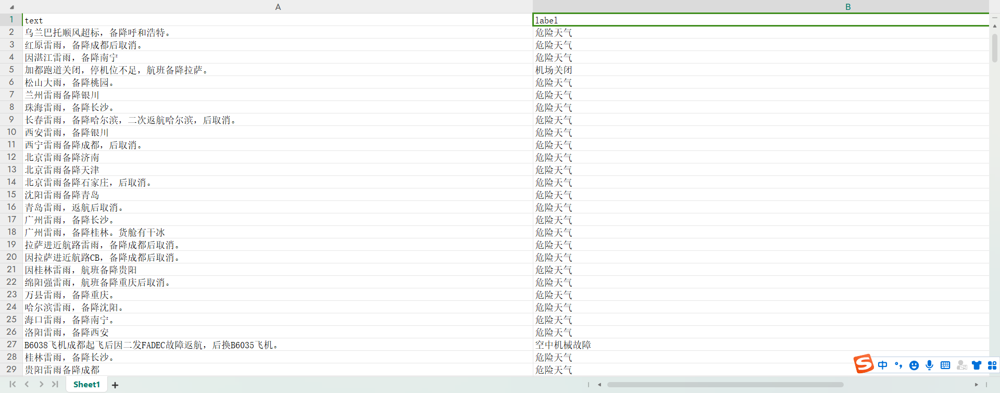 A B
1 text label
2 乌兰巴托顺风超标，备降呼和浩特。 危险天气
3 红原雷雨，备降成都后取消。 危险天气
4 因湛江雷雨，备降南宁 危险天气
5 加都跑道关闭，停机位不足，航班备降拉萨。 机场关闭
6 松山大雨，备降桃园。 危险天气
7 兰州雷雨备降银川 危险天气
8 珠海雷雨，备降长沙。 危险天气
9 长春雷雨，备降哈尔滨，二次返航哈尔滨，后取消。 危险天气
10 西安雷雨，备降银川 危险天气
11 西宁雷雨备降成都，后取消。 危险天气
12 北京雷雨备降济南 危险天气
13 北京雷雨备降天津 危险天气
14 北京雷雨备降石家庄，后取消。 危险天气
15 沈阳雷雨备降青岛 危险天气
16 青岛雷雨，返航后取消。 危险天气
17 广州雷雨，备降长沙。 危险天气
18 广州雷雨，备降桂林。货舱有干冰 危险天气
19 拉萨进近航路雷雨，备降成都后取消。 危险天气
20 因拉萨进近航路CB，备降成都后取消。 危险天气
21 因桂林雷雨，航班备降贵阳 危险天气
22 绵阳强雷雨，航班备降重庆后取消。 危险天气
23 万县雷雨，备降重庆。 危险天气
24 哈尔滨雷雨，备降沈阳。 危险天气
25 海口雷雨，备降南宁。 危险天气
26 洛阳雷雨，备降西安 危险天气
27 B6038飞机成都起飞后因二发FADEC故障返航，后换B6035飞机。 空中机械故障
28 桂林雷雨，备降长沙。 危险天气
29 贵阳雷雨备降成都 危险天气
S 中
Sheet1 +